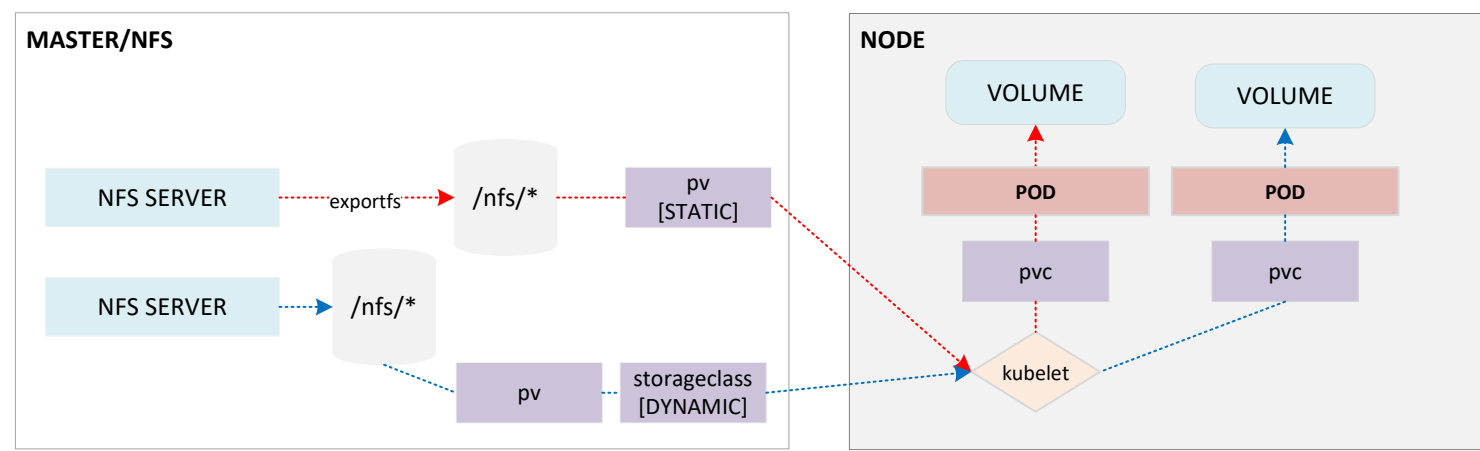 MASTER/NFS
NFS SERVER
exportfs
/nfs/*
pv
[STATIC]
NFS SERVER
/nfs/*
pv
storageclass
[DYNAMIC]
NODE
VOLUME
VOLUME
POD
POD
pvc
pvc
kubelet